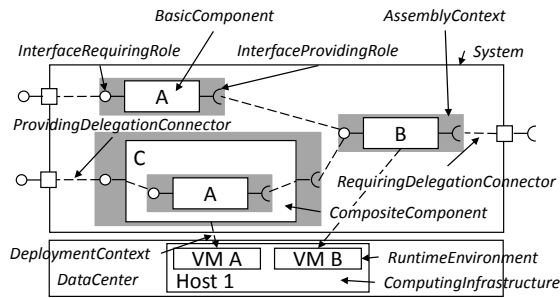 BasicComponent
AssemblyContext
InterfaceRequiringRole
InterfaceProvidingRole
System
A
B
ProvidingDelegationConnector
C
A
RequiringDelegationConnector
CompositeComponent
DeploymentContext
VM A
VM B
RuntimeEnvironment
DataCenter
Host 1
ComputingInfrastructure